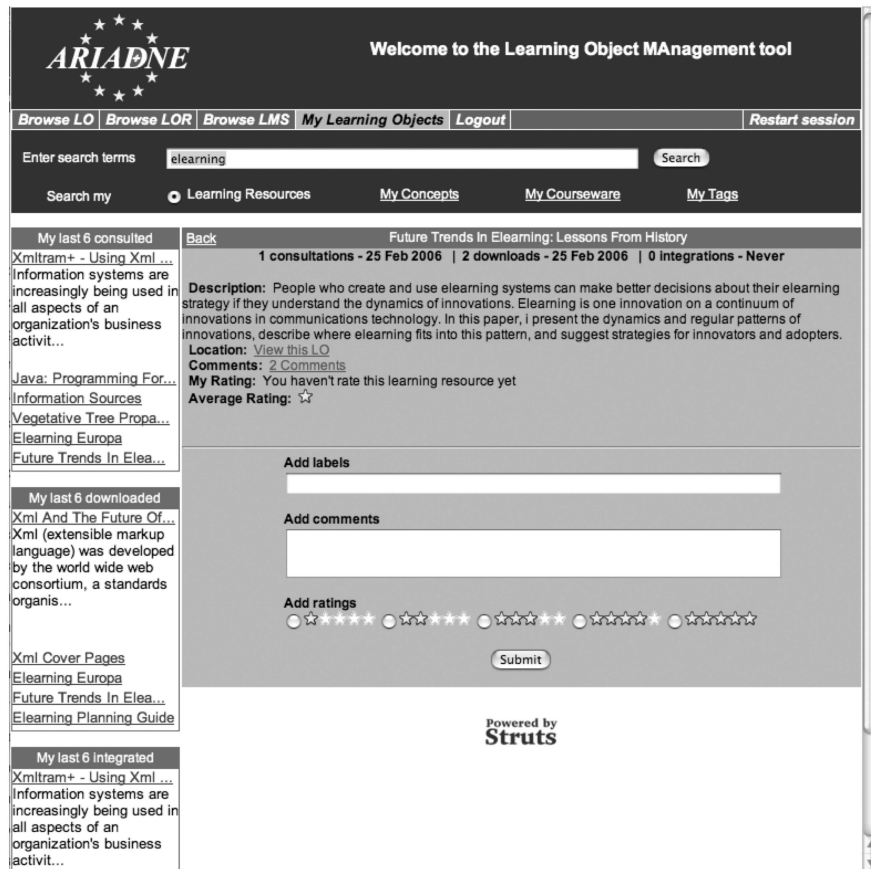 ARIADNE
Welcome to the Learning Object MAnagement tool
Browse LO Browse LOR Browse LMS My Learning Objects Logout Restart session
Enter search terms elearning Search
Search my Learning Resources My Concepts My Courseware My Tags
My last 6 consulted
Xmltram+ - Using Xml ...
Information systems are
increasingly being used in
all aspects of an
organization's business
activit...
Java: Programming For...
Information Sources
Vegetative Tree Propa...
Elearning Europa
Future Trends In Elea...
My last 6 downloaded
Xml And The Future Of...
Xml (extensible markup
language) was developed
by the world wide web
consortium, a standards
organis...
Xml Cover Pages
Elearning Europa
Future Trends In Elea...
Elearning Planning Guide
My last 6 integrated
Xmltram+ - Using Xml ...
Information systems are
increasingly being used in
all aspects of an
organization's business
activit...
Back Future Trends In Elearning: Lessons From History
1 consultations - 25 Feb 2006 | 2 downloads - 25 Feb 2006 | 0 integrations - Never
Description: People who create and use elearning systems can make better decisions about their elearning
strategy if they understand the dynamics of innovations. Elearning is one innovation on a continuum of
innovations in communications technology. In this paper, i present the dynamics and regular patterns of
innovations, describe where elearning fits into this pattern, and suggest strategies for innovators and adopters.
Location: View this LO
Comments: 2 Comments
My Rating: You haven't rate this learning resource yet
Average Rating:
Add labels
Add comments
Add ratings
Submit
Powered by
Struts